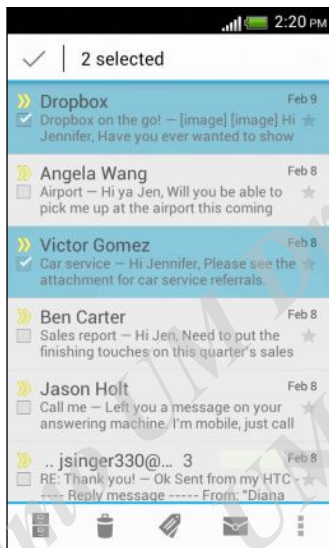 2:20 PM
2 selected
Dropbox Feb 9
Dropbox on the go! – [image] [image] Hi
Jennifer, Have you ever wanted to show
Angela Wang Feb 8
Airport – Hi ya Jen, Will you be able to
pick me up at the airport this coming
Victor Gomez Feb 8
Car service – Hi Jennifer, Please see the
attachment for car service referrals.
Ben Carter Feb 8
Sales report – Hi Jen, Need to put the
finishing touches on this quarter's sales
Jason Holt Feb 8
Call me – Left you a message on your
answering machine. I'm mobile, just call
.. jsinger330@... 3 Feb 8
RE: Thank you! – Ok Sent from my HTC -
---- Reply message ----- From: "Diana